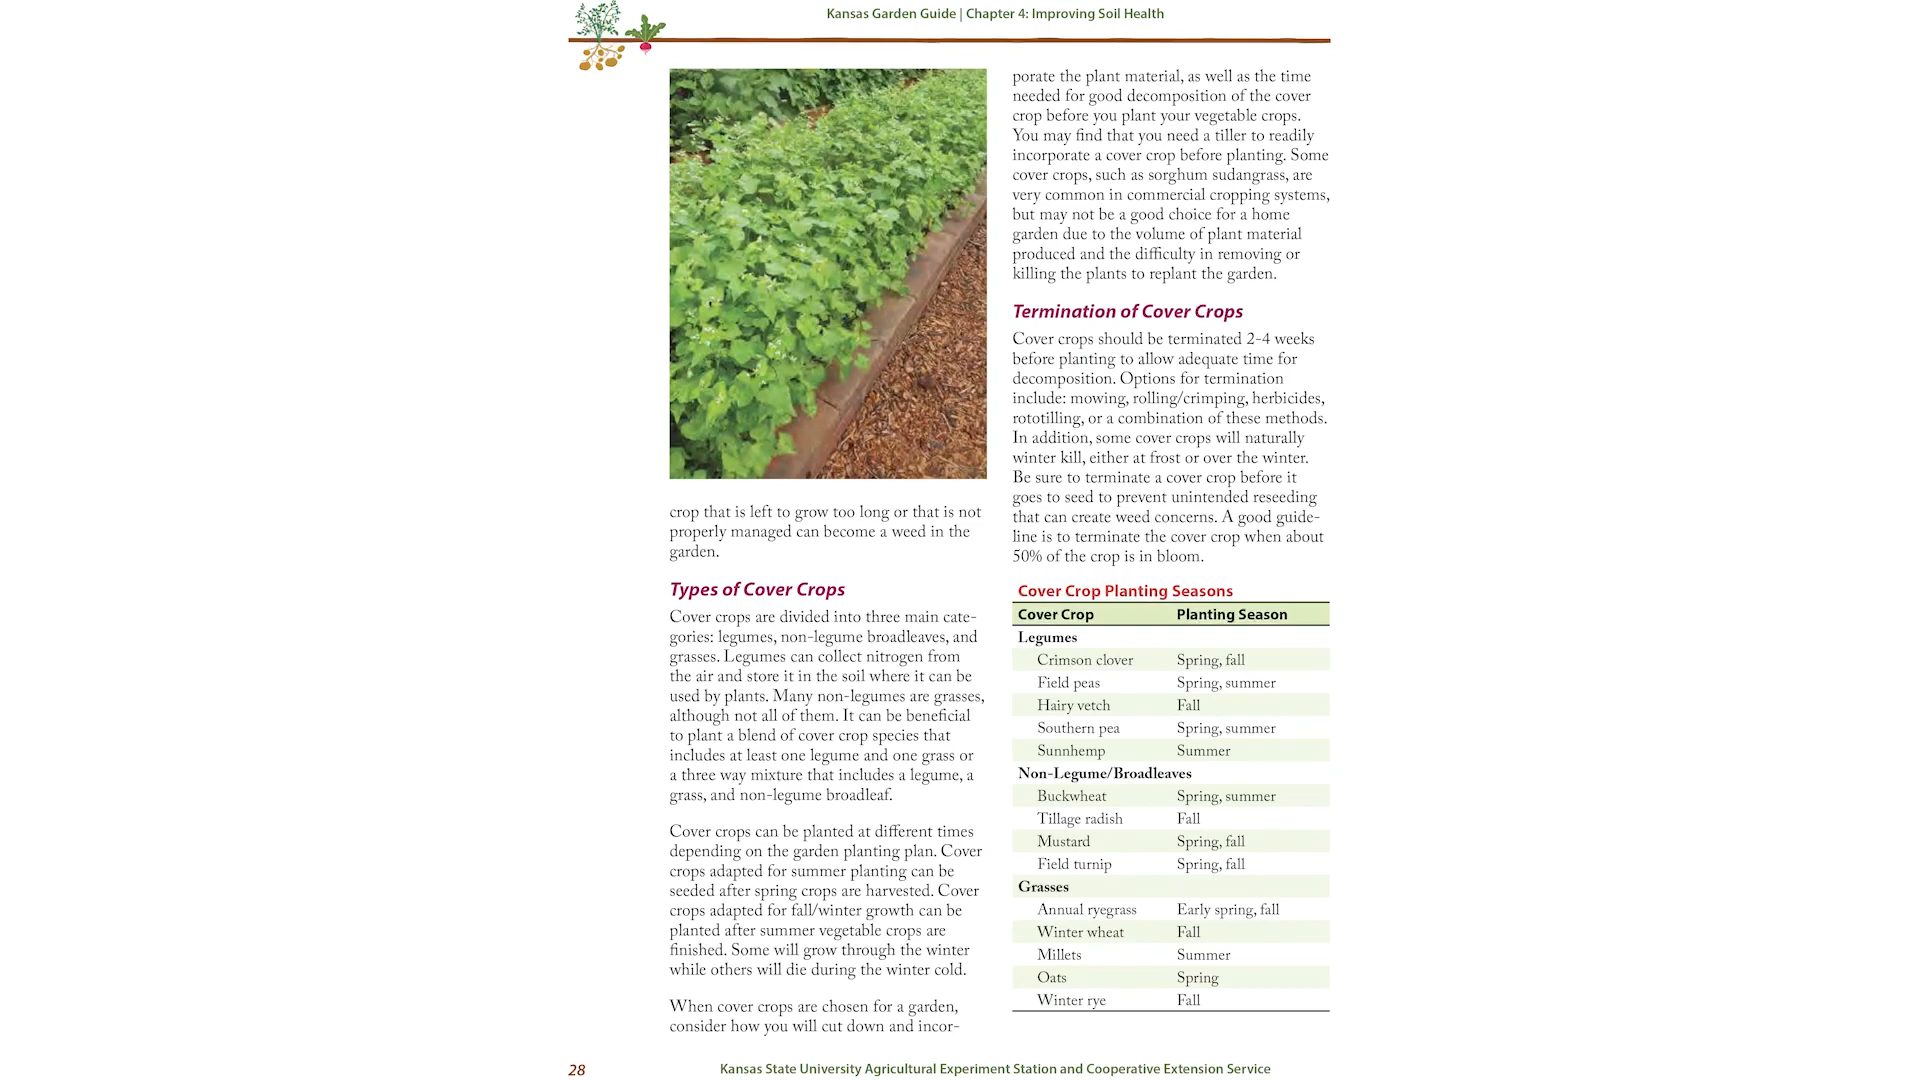 Kansas Garden Guide | Chapter 4: Improving Soil Health
crop that is left to grow too long or that is not
properly managed can become a weed in the
garden.
Types of Cover Crops
Cover crops are divided into three main cate-
gories: legumes, non-legume broadleaves, and
grasses. Legumes can collect nitrogen from
the air and store it in the soil where it can be
used by plants. Many non-legumes are grasses,
although not all of them. It can be beneficial
to plant a blend of cover crop species that
includes at least one legume and one grass or
a three way mixture that includes a legume, a
grass, and non-legume broadleaf.
Cover crops can be planted at different times
depending on the garden planting plan. Cover
crops adapted for summer planting can be
seeded after spring crops are harvested. Cover
crops adapted for fall/winter growth can be
planted after summer vegetable crops are
finished. Some will grow through the winter
while others will die during the winter cold.
When cover crops are chosen for a garden,
consider how you will cut down and incor-
porate the plant material, as well as the time
needed for good decomposition of the cover
crop before you plant your vegetable crops.
You may find that you need a tiller to readily
incorporate a cover crop before planting. Some
cover crops, such as sorghum sudangrass, are
very common in commercial cropping systems,
but may not be a good choice for a home
garden due to the volume of plant material
produced and the difficulty in removing or
killing the plants to replant the garden.
Termination of Cover Crops
Cover crops should be terminated 2-4 weeks
before planting to allow adequate time for
decomposition. Options for termination
include: mowing, rolling/crimping, herbicides,
rototilling, or a combination of these methods.
In addition, some cover crops will naturally
winter kill, either at frost or over the winter.
Be sure to terminate a cover crop before it
goes to seed to prevent unintended reseeding
that can create weed concerns. A good guide-
line is to terminate the cover crop when about
50% of the crop is in bloom.
Cover Crop Planting Seasons
Cover Crop Planting Season
Legumes
Crimson clover Spring, fall
Field peas Spring, summer
Hairy vetch Fall
Southern pea Spring, summer
Sunnhemp Summer
Non-Legume/Broadleaves
Buckwheat Spring, summer
Tillage radish Fall
Mustard Spring, fall
Field turnip Spring, fall
Grasses
Annual ryegrass Early spring, fall
Winter wheat Fall
Millets Summer
Oats Spring
Winter rye Fall
28 Kansas State University Agricultural Experiment Station and Cooperative Extension Service